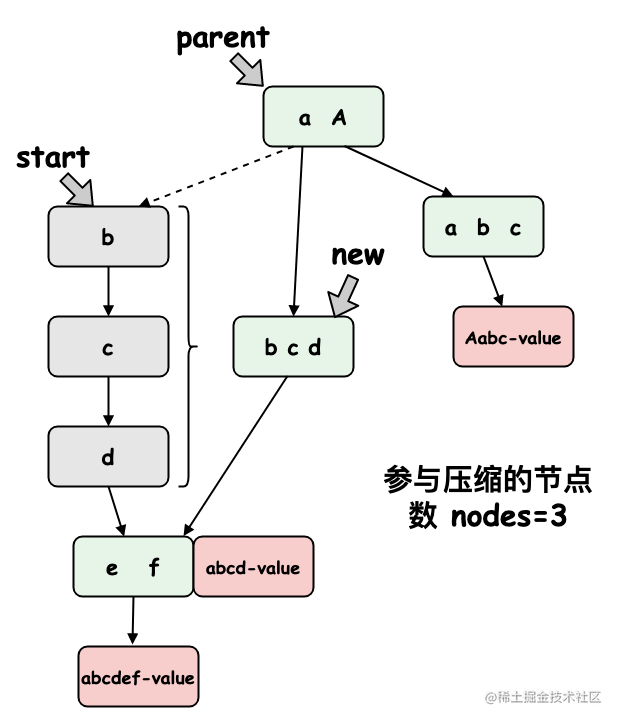 parent
a A
start
b
a b c
new
c
b c d
Aabc-value
d
参与压缩的节点
数 nodes=3
e f
abcd-value
abcdef-value
@稀土掘金技术社区